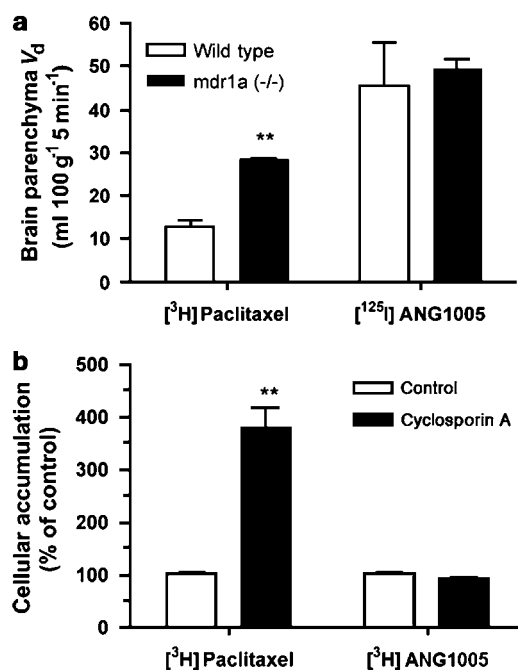 a
Brain parenchyma Vd
(ml 100 g⁻¹ 5 min⁻¹)
60
50
40
30
20
10
0
Wild type
mdr1a (-/-)
**
[³H] Paclitaxel
[¹²⁵I] ANG1005
b
Cellular accumulation
(% of control)
500
400
300
200
100
0
Control
Cyclosporin A
**
[³H] Paclitaxel
[³H] ANG1005